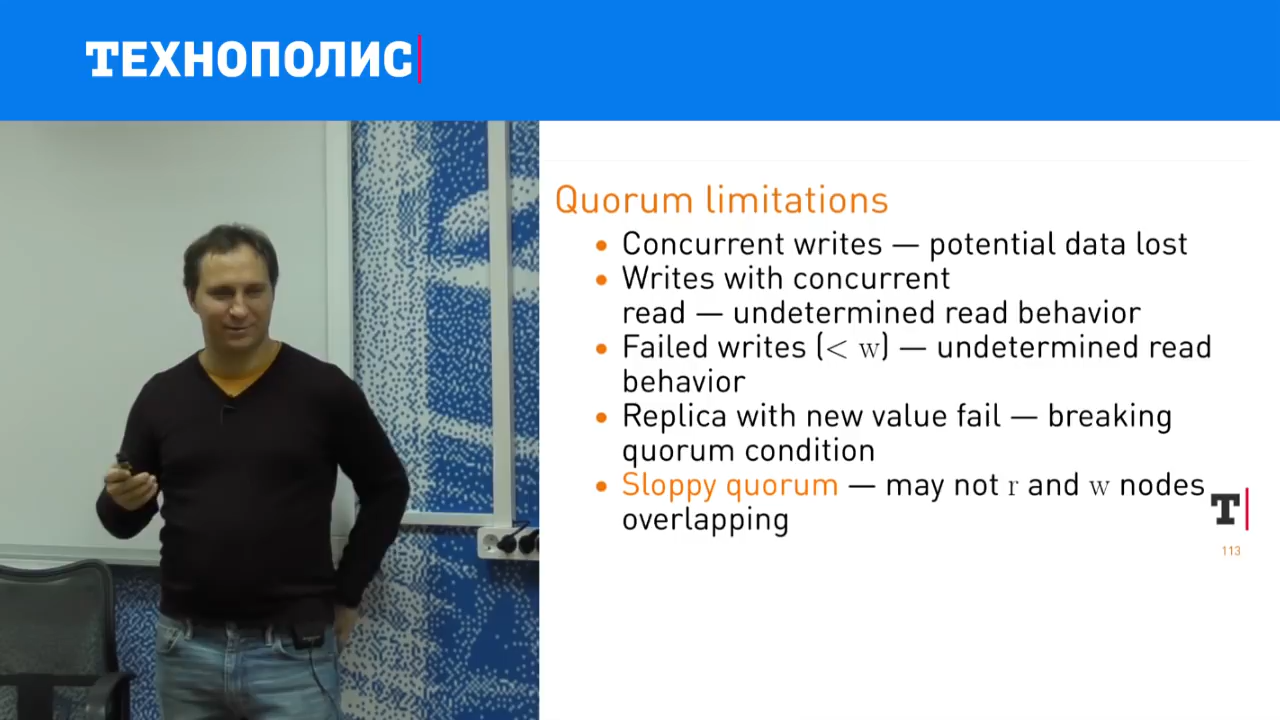 ТЕХНОПОЛИС
Quorum limitations
• Concurrent writes — potential data lost
• Writes with concurrent
read — undetermined read behavior
• Failed writes (< w) — undetermined read
behavior
• Replica with new value fail — breaking
quorum condition
• Sloppy quorum — may not r and w nodes
overlapping
Т
113